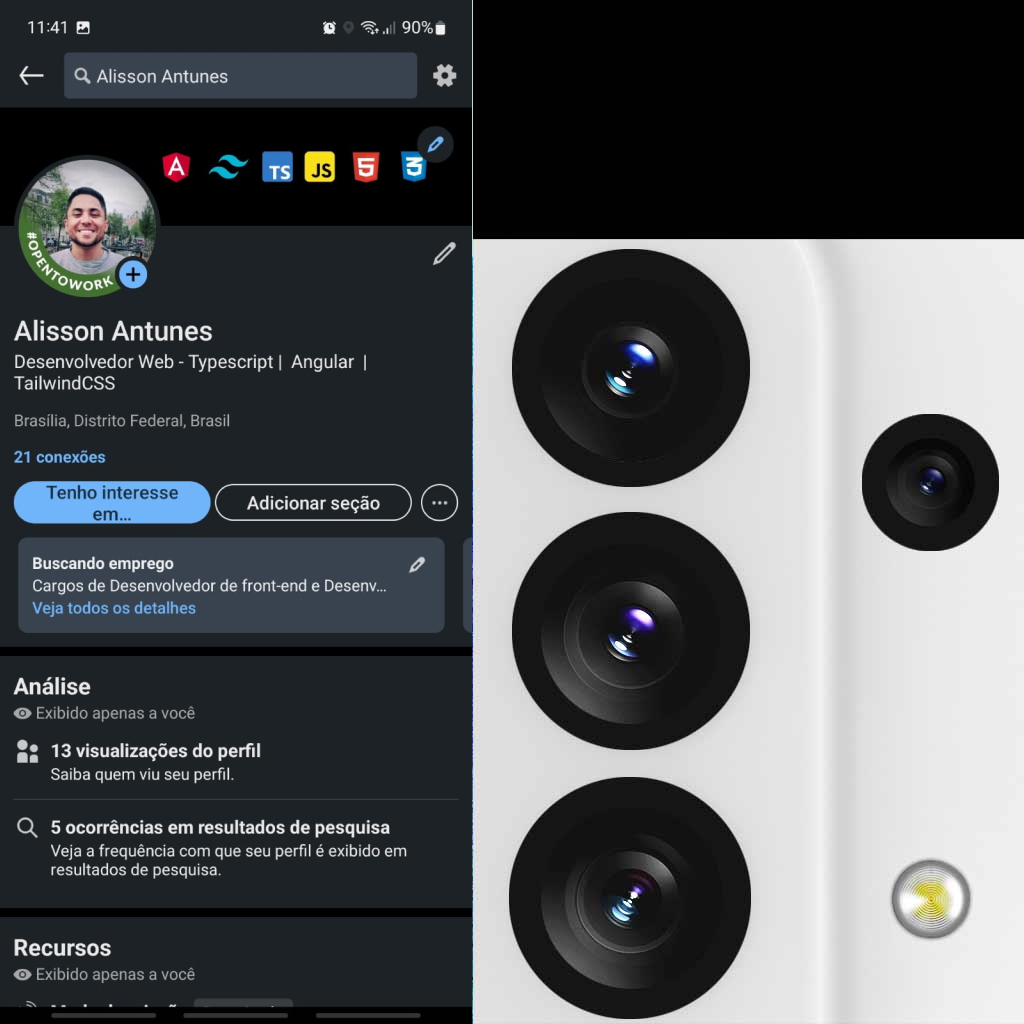 11:41
90%
Alisson Antunes
A
TS
JS
5
3
#OPENTOWORK
Alisson Antunes
Desenvolvedor Web - Typescript | Angular |
TailwindCSS
Brasília, Distrito Federal, Brasil
21 conexões
Tenho interesse
em...
Adicionar seção
Buscando emprego
Cargos de Desenvolvedor de front-end e Desenv...
Veja todos os detalhes
Análise
Exibido apenas a você
13 visualizações do perfil
Saiba quem viu seu perfil.
5 ocorrências em resultados de pesquisa
Veja a frequência com que seu perfil é exibido em
resultados de pesquisa.
Recursos
Exibido apenas a você